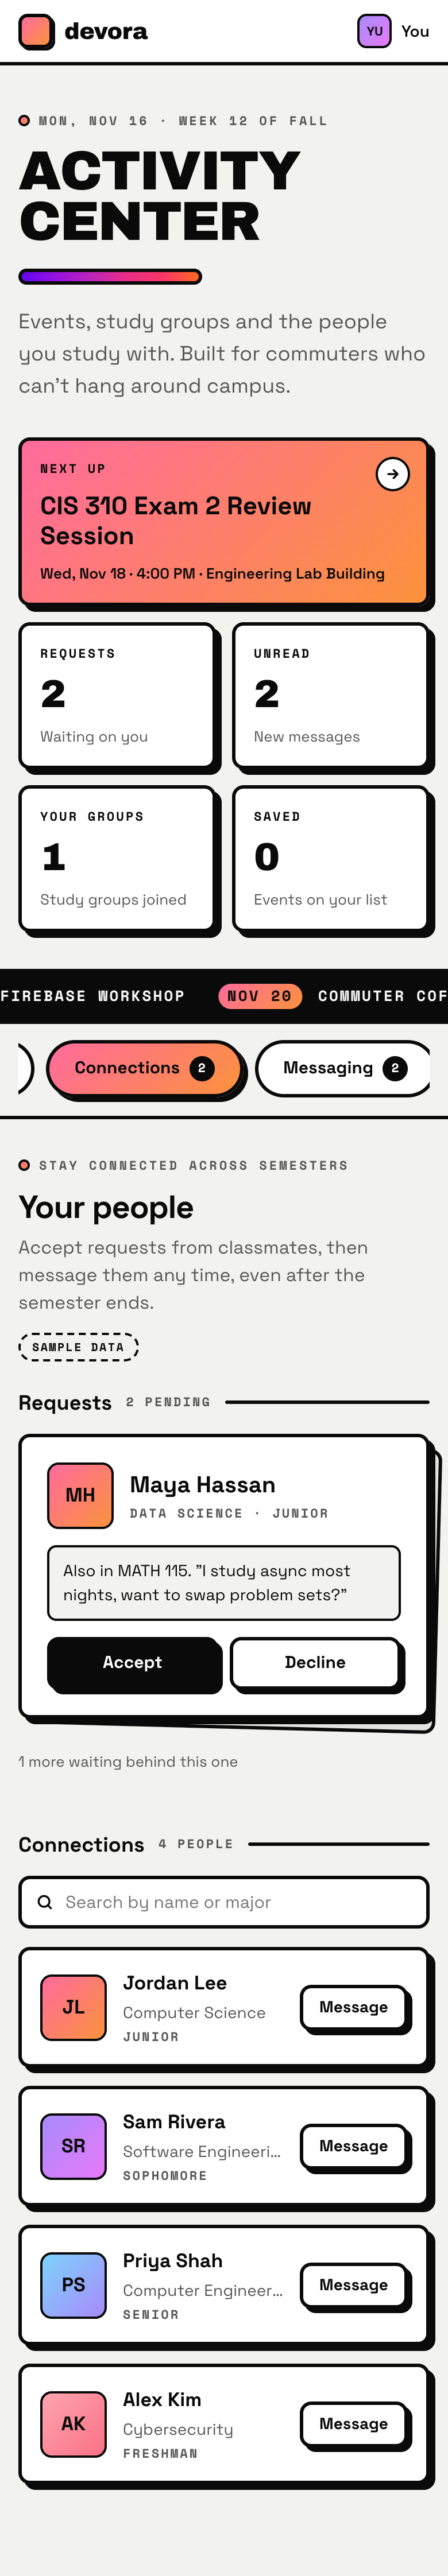 devora
YU
You
MON, NOV 16 · WEEK 12 OF FALL
ACTIVITY
CENTER
Events, study groups and the people
you study with. Built for commuters who
can’t hang around campus.
NEXT UP
CIS 310 Exam 2 Review
Session
Wed, Nov 18 · 4:00 PM · Engineering Lab Building
REQUESTS
2
Waiting on you
UNREAD
2
New messages
YOUR GROUPS
1
Study groups joined
SAVED
0
Events on your list
FIREBASE WORKSHOP NOV 20 COMMUTER COF
Connections 2
Messaging 2
STAY CONNECTED ACROSS SEMESTERS
Your people
Accept requests from classmates, then
message them any time, even after the
semester ends.
SAMPLE DATA
Requests 2 PENDING
MH
Maya Hassan
DATA SCIENCE · JUNIOR
Also in MATH 115. ”I study async most
nights, want to swap problem sets?”
Accept
Decline
1 more waiting behind this one
Connections 4 PEOPLE
Search by name or major
JL
Jordan Lee
Computer Science
JUNIOR
Message
SR
Sam Rivera
Software Engineeri...
SOPHOMORE
Message
PS
Priya Shah
Computer Engineer...
SENIOR
Message
AK
Alex Kim
Cybersecurity
FRESHMAN
Message